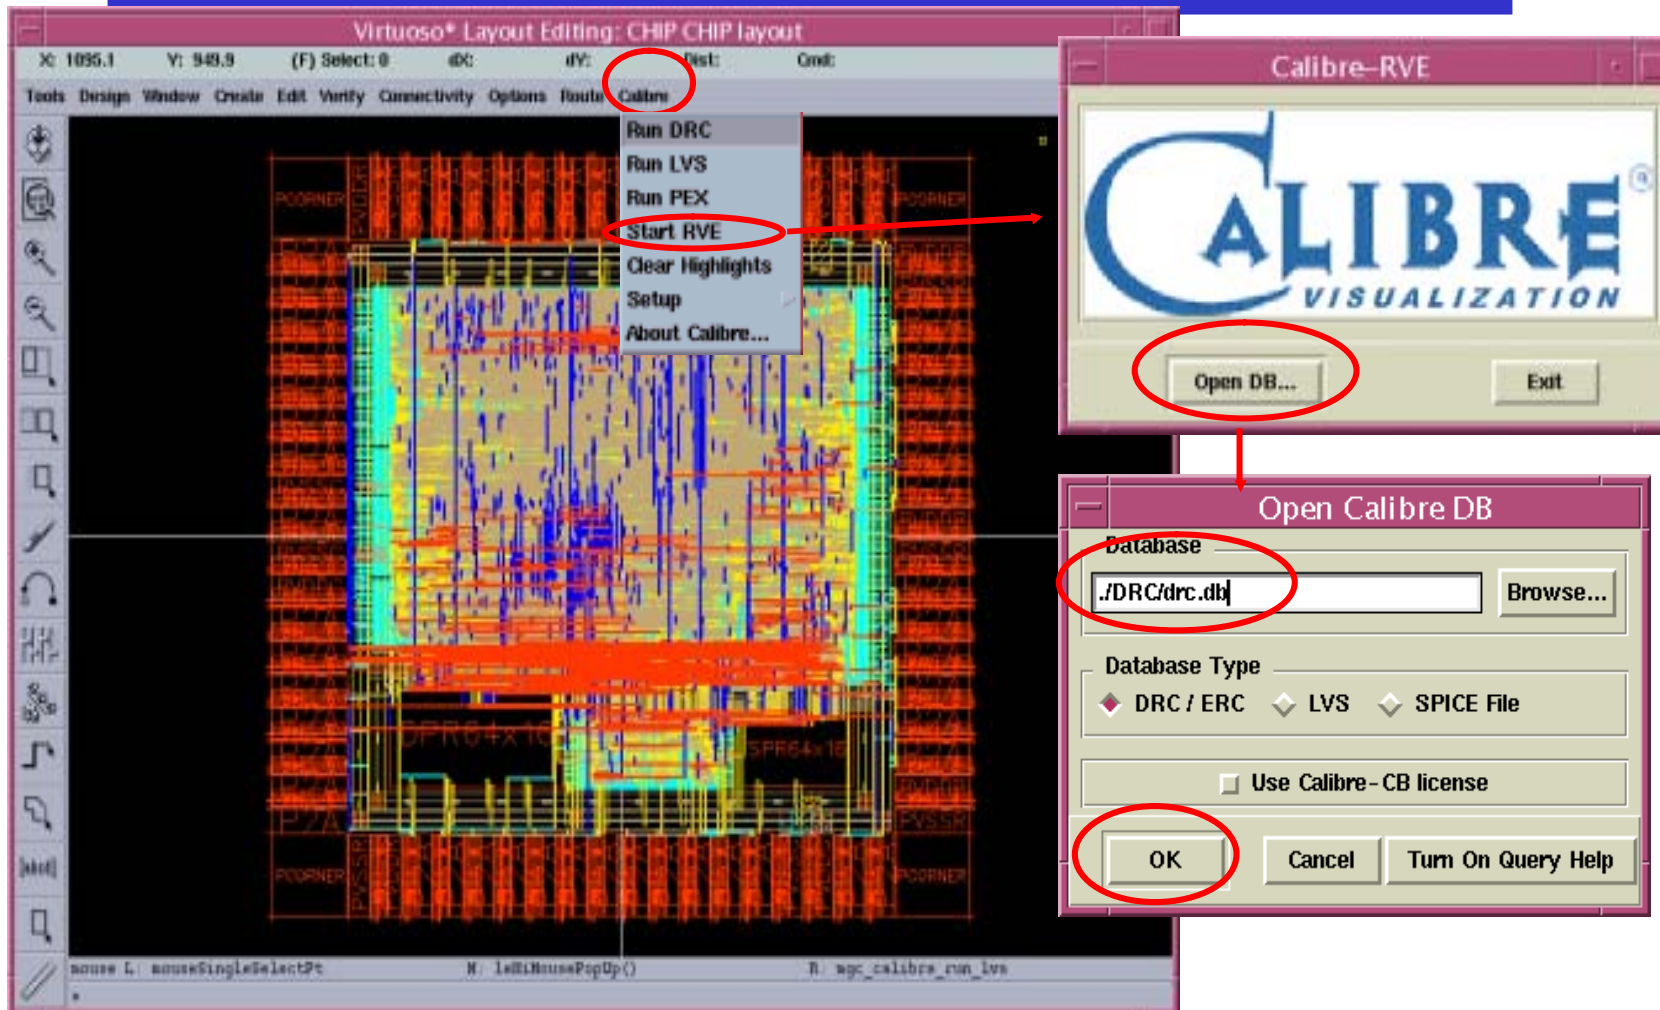 Virtuoso* Layout Editing: CHIP CHIP layout
X: 1095.1 Y: 949.9 (F) Select: 0 dX: dY: Dist: Cmd:
Tools Design Window Create Edit Verify Connectivity Options Route Calibre
Run DRC
Run LVS
Run PEX
Start RVE
Clear Highlights
Setup
About Calibre...
PCORNER
PCORNER
DPR64x16
SPR64x16
PVSSR
PCORNER
PCORNER
[abcd]
mouse L: mouseSingleSelectPt M: leHiMousePopUp() R: mgc_calibre_run_lvs
Calibre-RVE
CALIBRE
VISUALIZATION
Open DB... Exit
Open Calibre DB
Database
./DRC/drc.db Browse...
Database Type
DRC / ERC LVS SPICE File
Use Calibre-CB license
OK Cancel Turn On Query Help